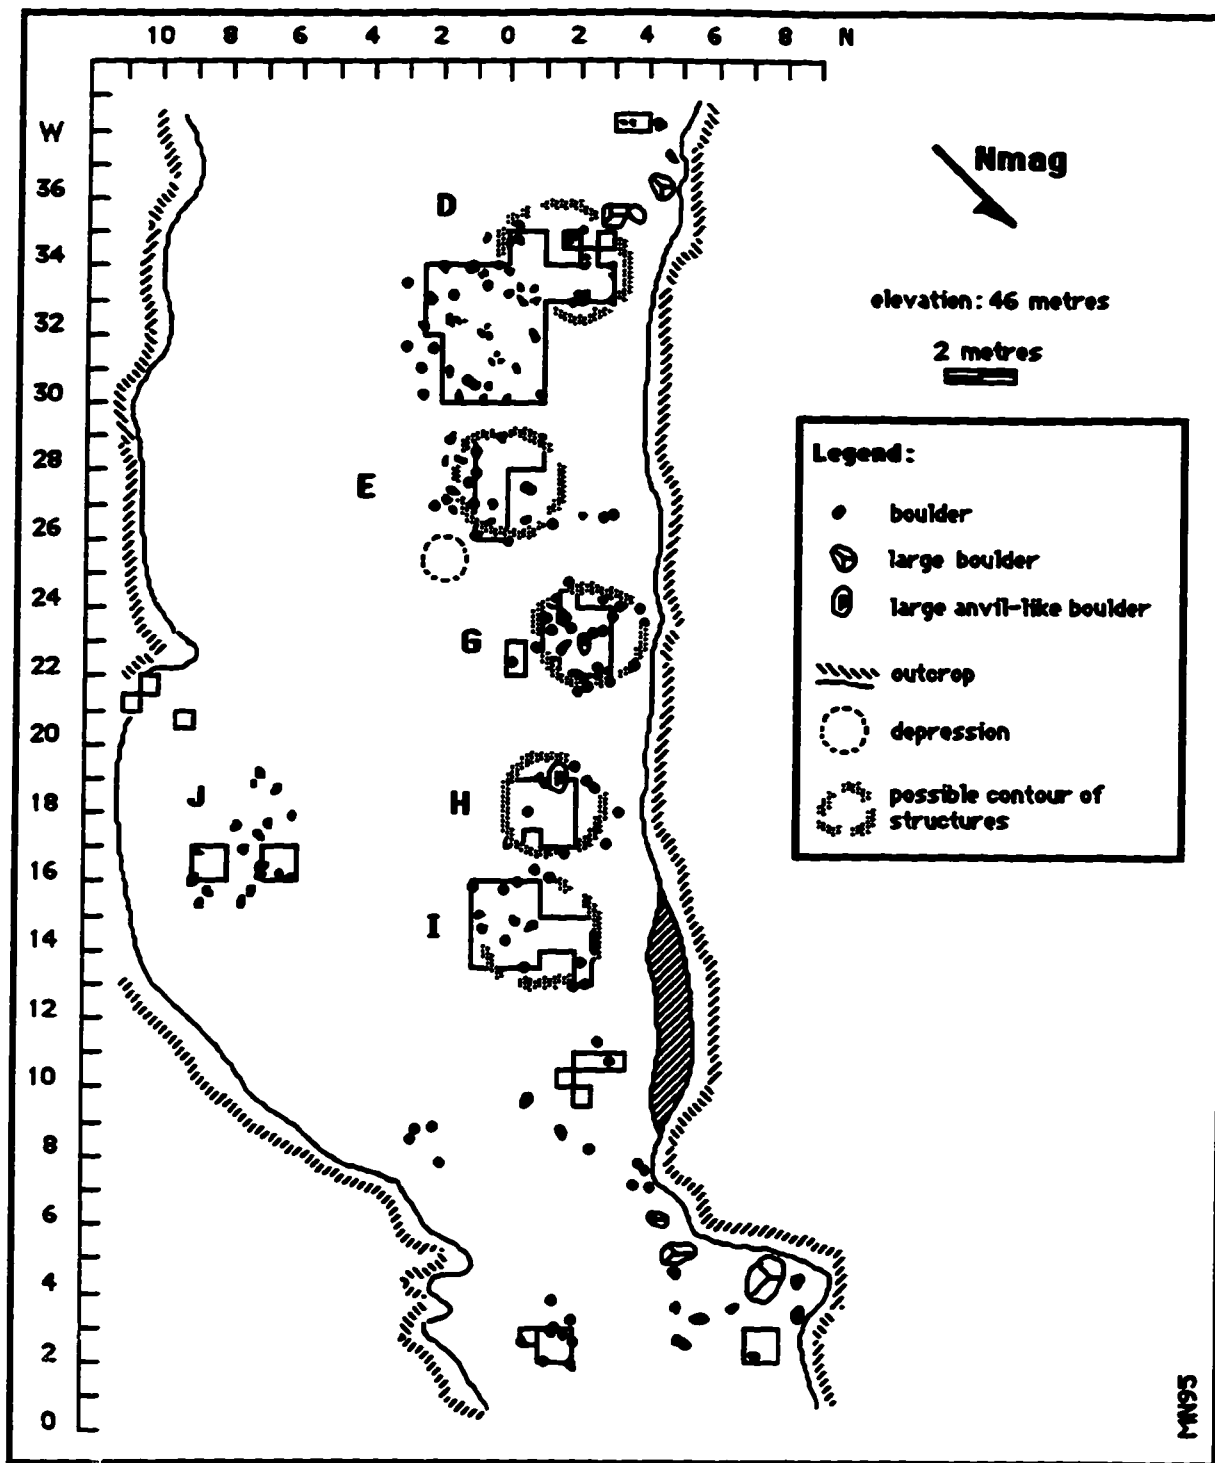 10 8 6 4 2 0 2 4 6 8 N
W
36
34
32
30
28
26
24
22
20
18
16
14
12
10
8
6
4
2
0
D
E
G
H
I
J
Nmag
elevation: 46 metres
2 metres
Legend:
boulder
large boulder
large anvil-like boulder
outcrop
depression
possible contour of
structures
MN95